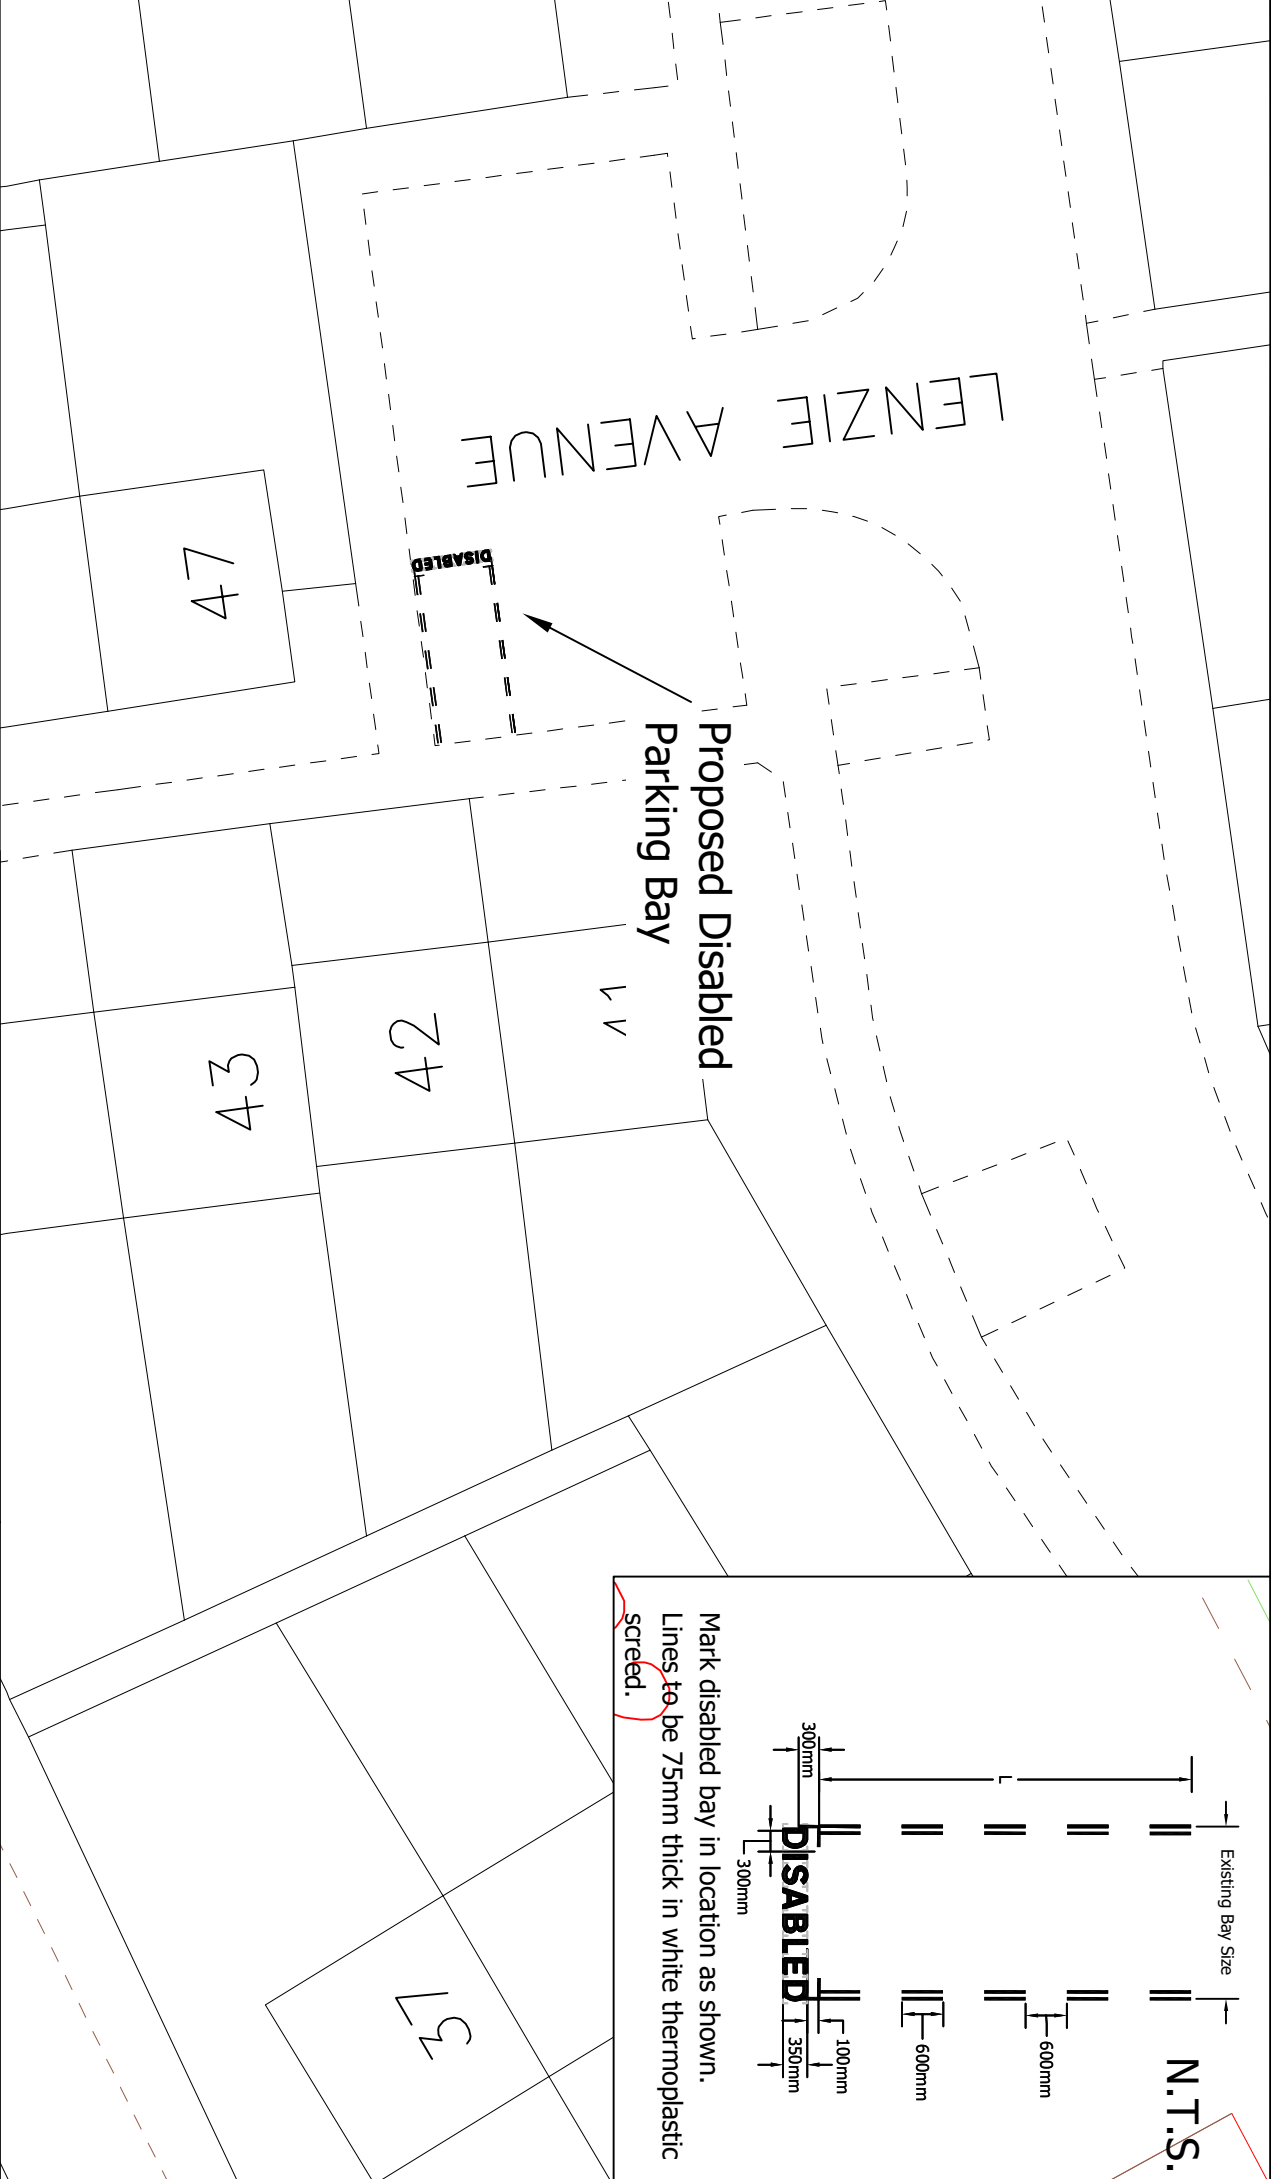 LENZIE AVENUE
DISABLED
47
Proposed Disabled
Parking Bay
42
43
37
N.T.S.
Existing Bay Size
L
600mm
600mm
300mm
100mm
350mm
300mm
DISABLED
Mark disabled bay in location as shown.
Lines to be 75mm thick in white thermoplastic
screed.